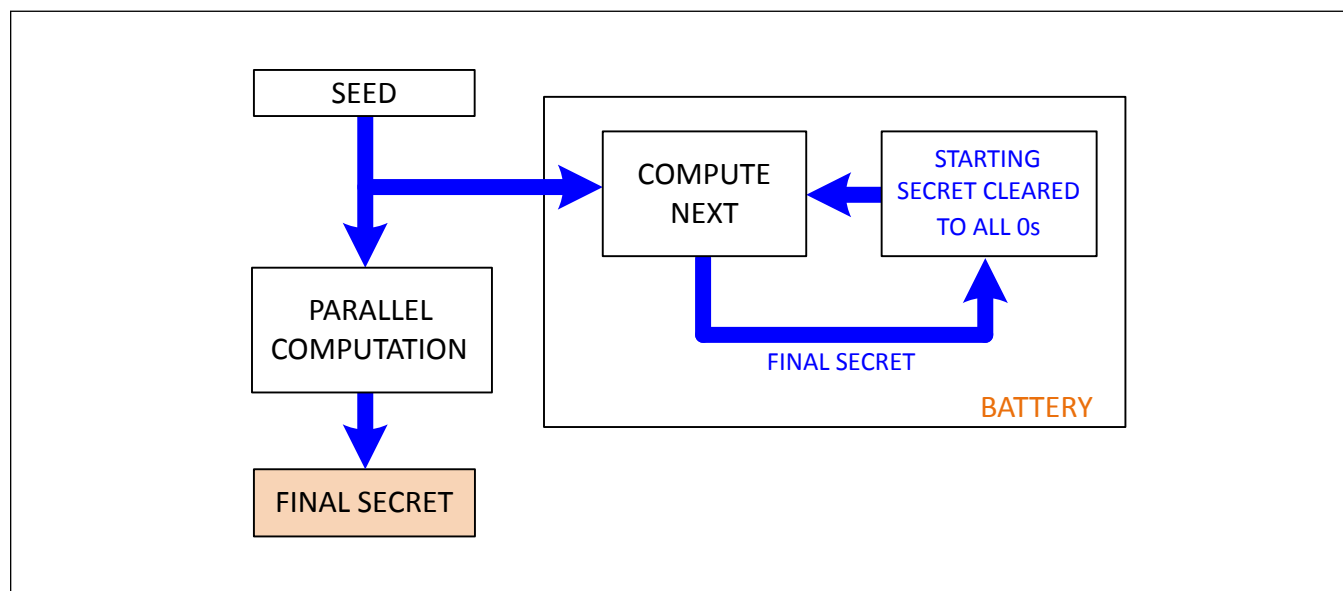 SEED
COMPUTE
NEXT
STARTING
SECRET CLEARED
TO ALL 0s
PARALLEL
COMPUTATION
FINAL SECRET
BATTERY
FINAL SECRET